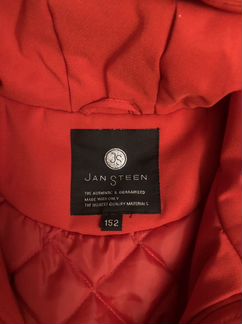 JS
JAN STEEN
THE AUTHENTIC & GUARANTEED
MADE WITH ONLY
THE HIGHEST QUALITY MATERIALS
152